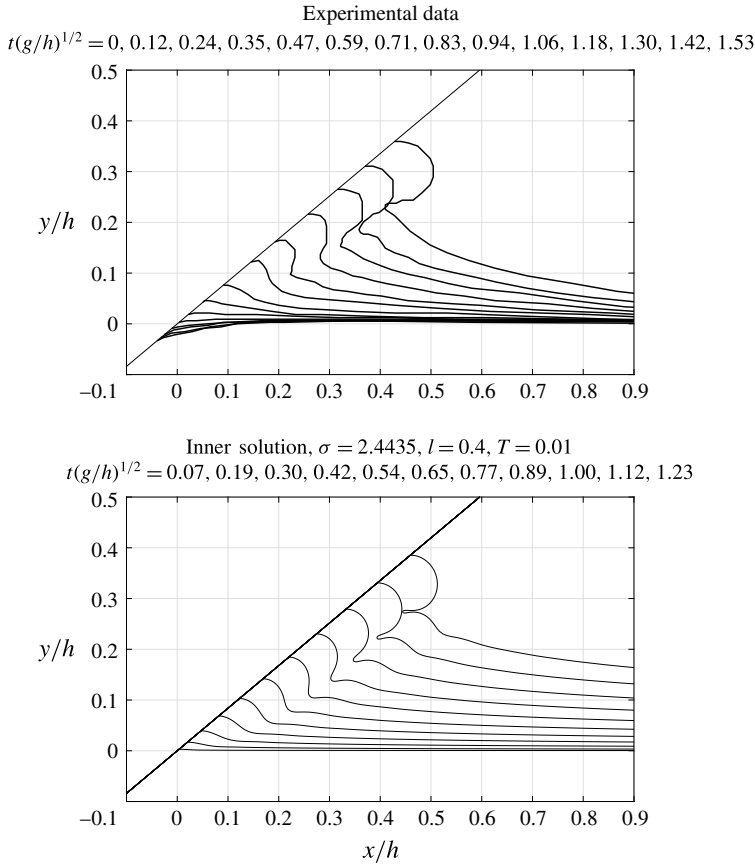 Experimental data
t(g/h)^{1/2} = 0, 0.12, 0.24, 0.35, 0.47, 0.59, 0.71, 0.83, 0.94, 1.06, 1.18, 1.30, 1.42, 1.53
0.5
0.4
0.3
y/h
0.2
0.1
0
–0.1 0 0.1 0.2 0.3 0.4 0.5 0.6 0.7 0.8 0.9
Inner solution, σ = 2.4435, l = 0.4, T = 0.01
t(g/h)^{1/2} = 0.07, 0.19, 0.30, 0.42, 0.54, 0.65, 0.77, 0.89, 1.00, 1.12, 1.23
0.5
0.4
0.3
y/h
0.2
0.1
0
–0.1 0 0.1 0.2 0.3 0.4 0.5 0.6 0.7 0.8 0.9
x/h